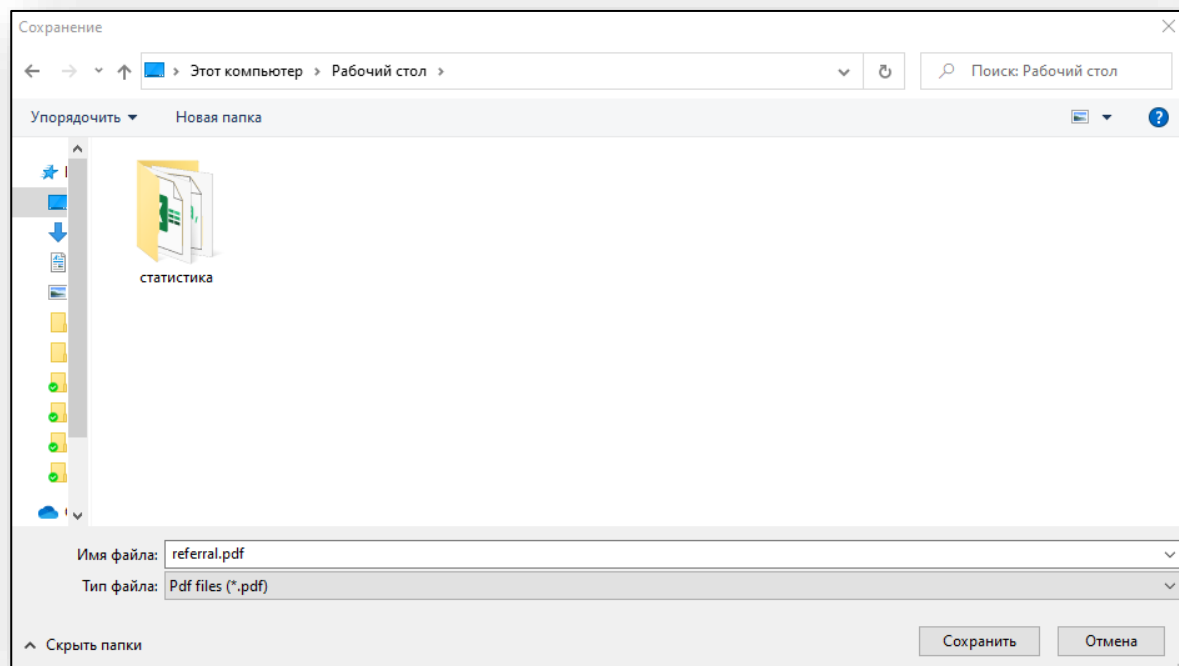 Сохранение
Этот компьютер › Рабочий стол ›
Поиск: Рабочий стол
Упорядочить
Новая папка
статистика
Имя файла: referral.pdf
Тип файла: Pdf files (*.pdf)
Скрыть папки
Сохранить
Отмена